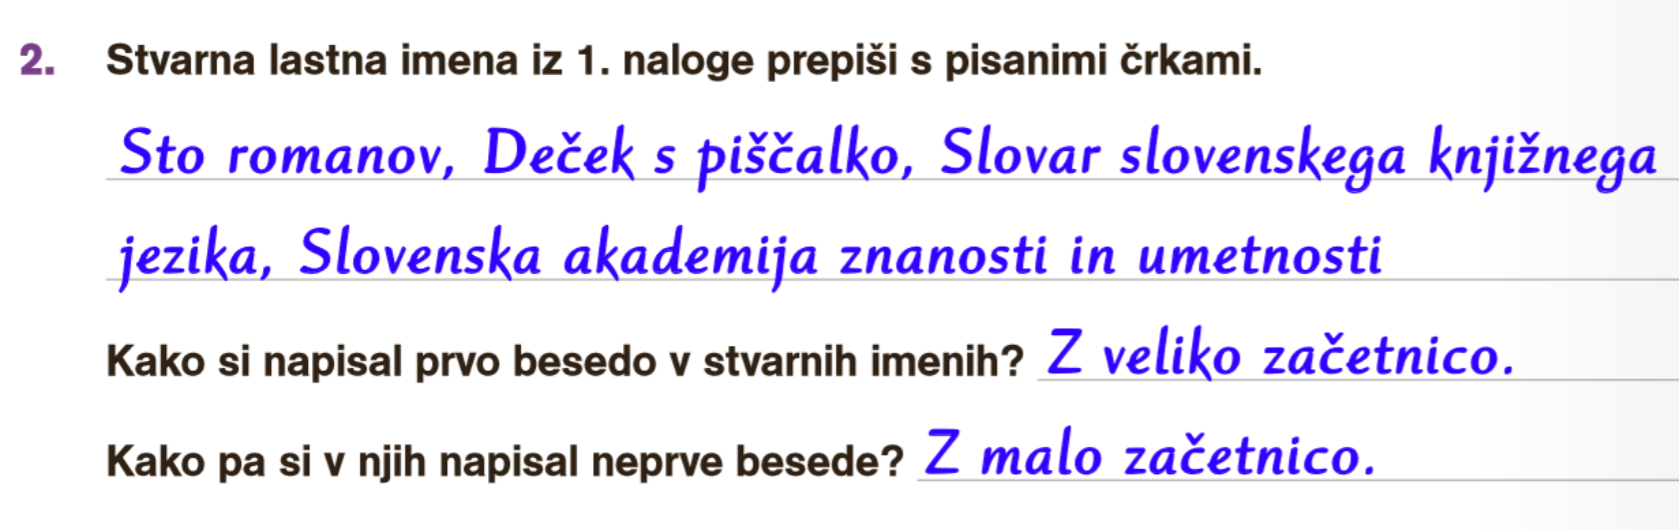 2. Stvarna lastna imena iz 1. naloge prepiši s pisanimi črkami.
Sto romanov, Deček s piščalko, Slovar slovenskega knjižnega
jezika, Slovenska akademija znanosti in umetnosti
Kako si napisal prvo besedo v stvarnih imenih? Z veliko začetnico.
Kako pa si v njih napisal neprve besede? Z malo začetnico.